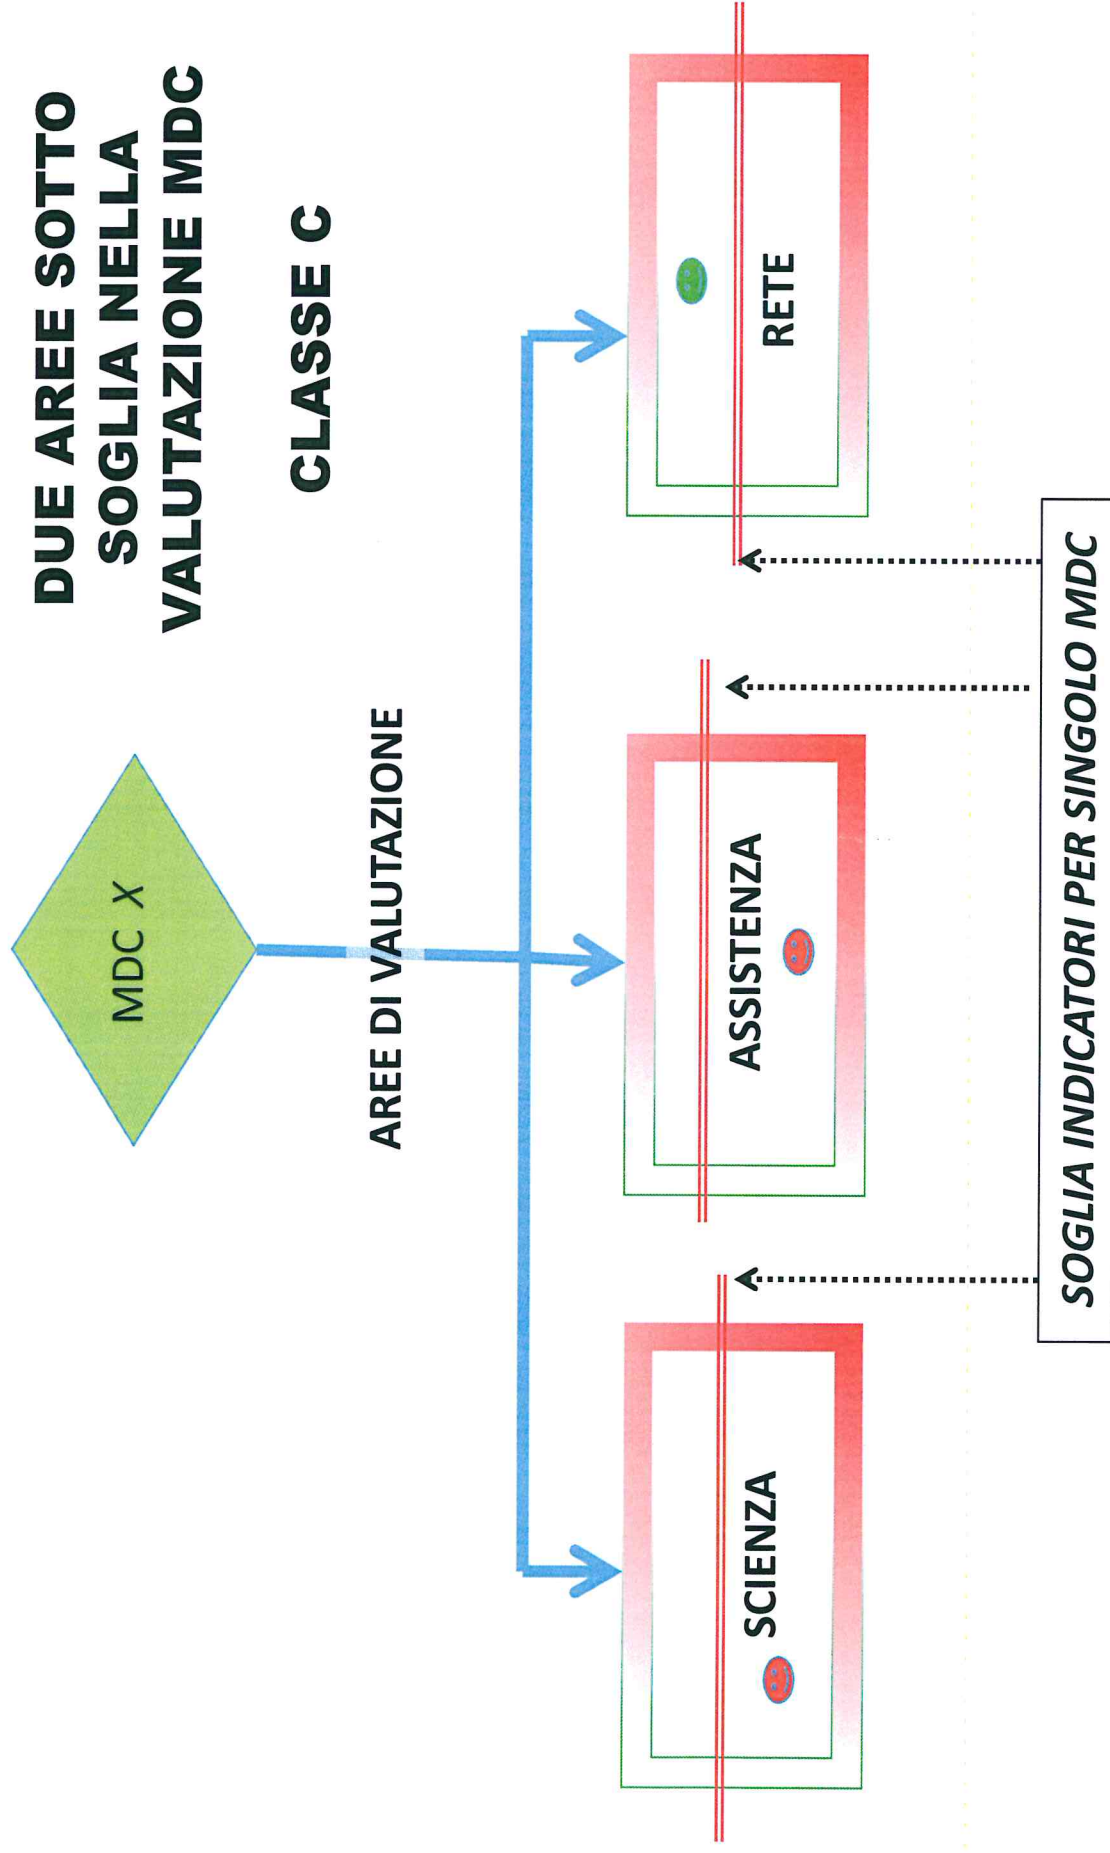 DUE AREE SOTTO
SOGLIA NELLA
VALUTAZIONE MDC
CLASSE C
MDC X
AREE DI VALUTAZIONE
SCIENZA
ASSISTENZA
RETE
SOGLIA INDICATORI PER SINGOLO MDC